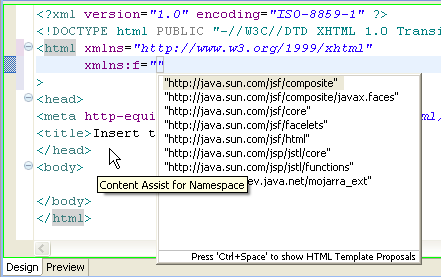 <?xml version="1.0" encoding="ISO-8859-1" ?>
<!DOCTYPE html PUBLIC "-//W3C//DTD XHTML 1.0 Transi
<html xmlns="http://www.w3.org/1999/xhtml"
xmlns:f=""
>
<head>
<meta http-equi
<title>Insert t
</head>
<body>
</body>
</html>
"http://java.sun.com/jsf/composite"
"http://java.sun.com/jsf/composite/javax.faces"
"http://java.sun.com/jsf/core"
"http://java.sun.com/jsf/facelets"
"http://java.sun.com/jsf/html"
"http://java.sun.com/jsp/jstl/core"
"http://java.sun.com/jsp/jstl/functions"
ev.java.net/mojarra_ext"
Content Assist for Namespace
Press 'Ctrl+Space' to show HTML Template Proposals
Design Preview